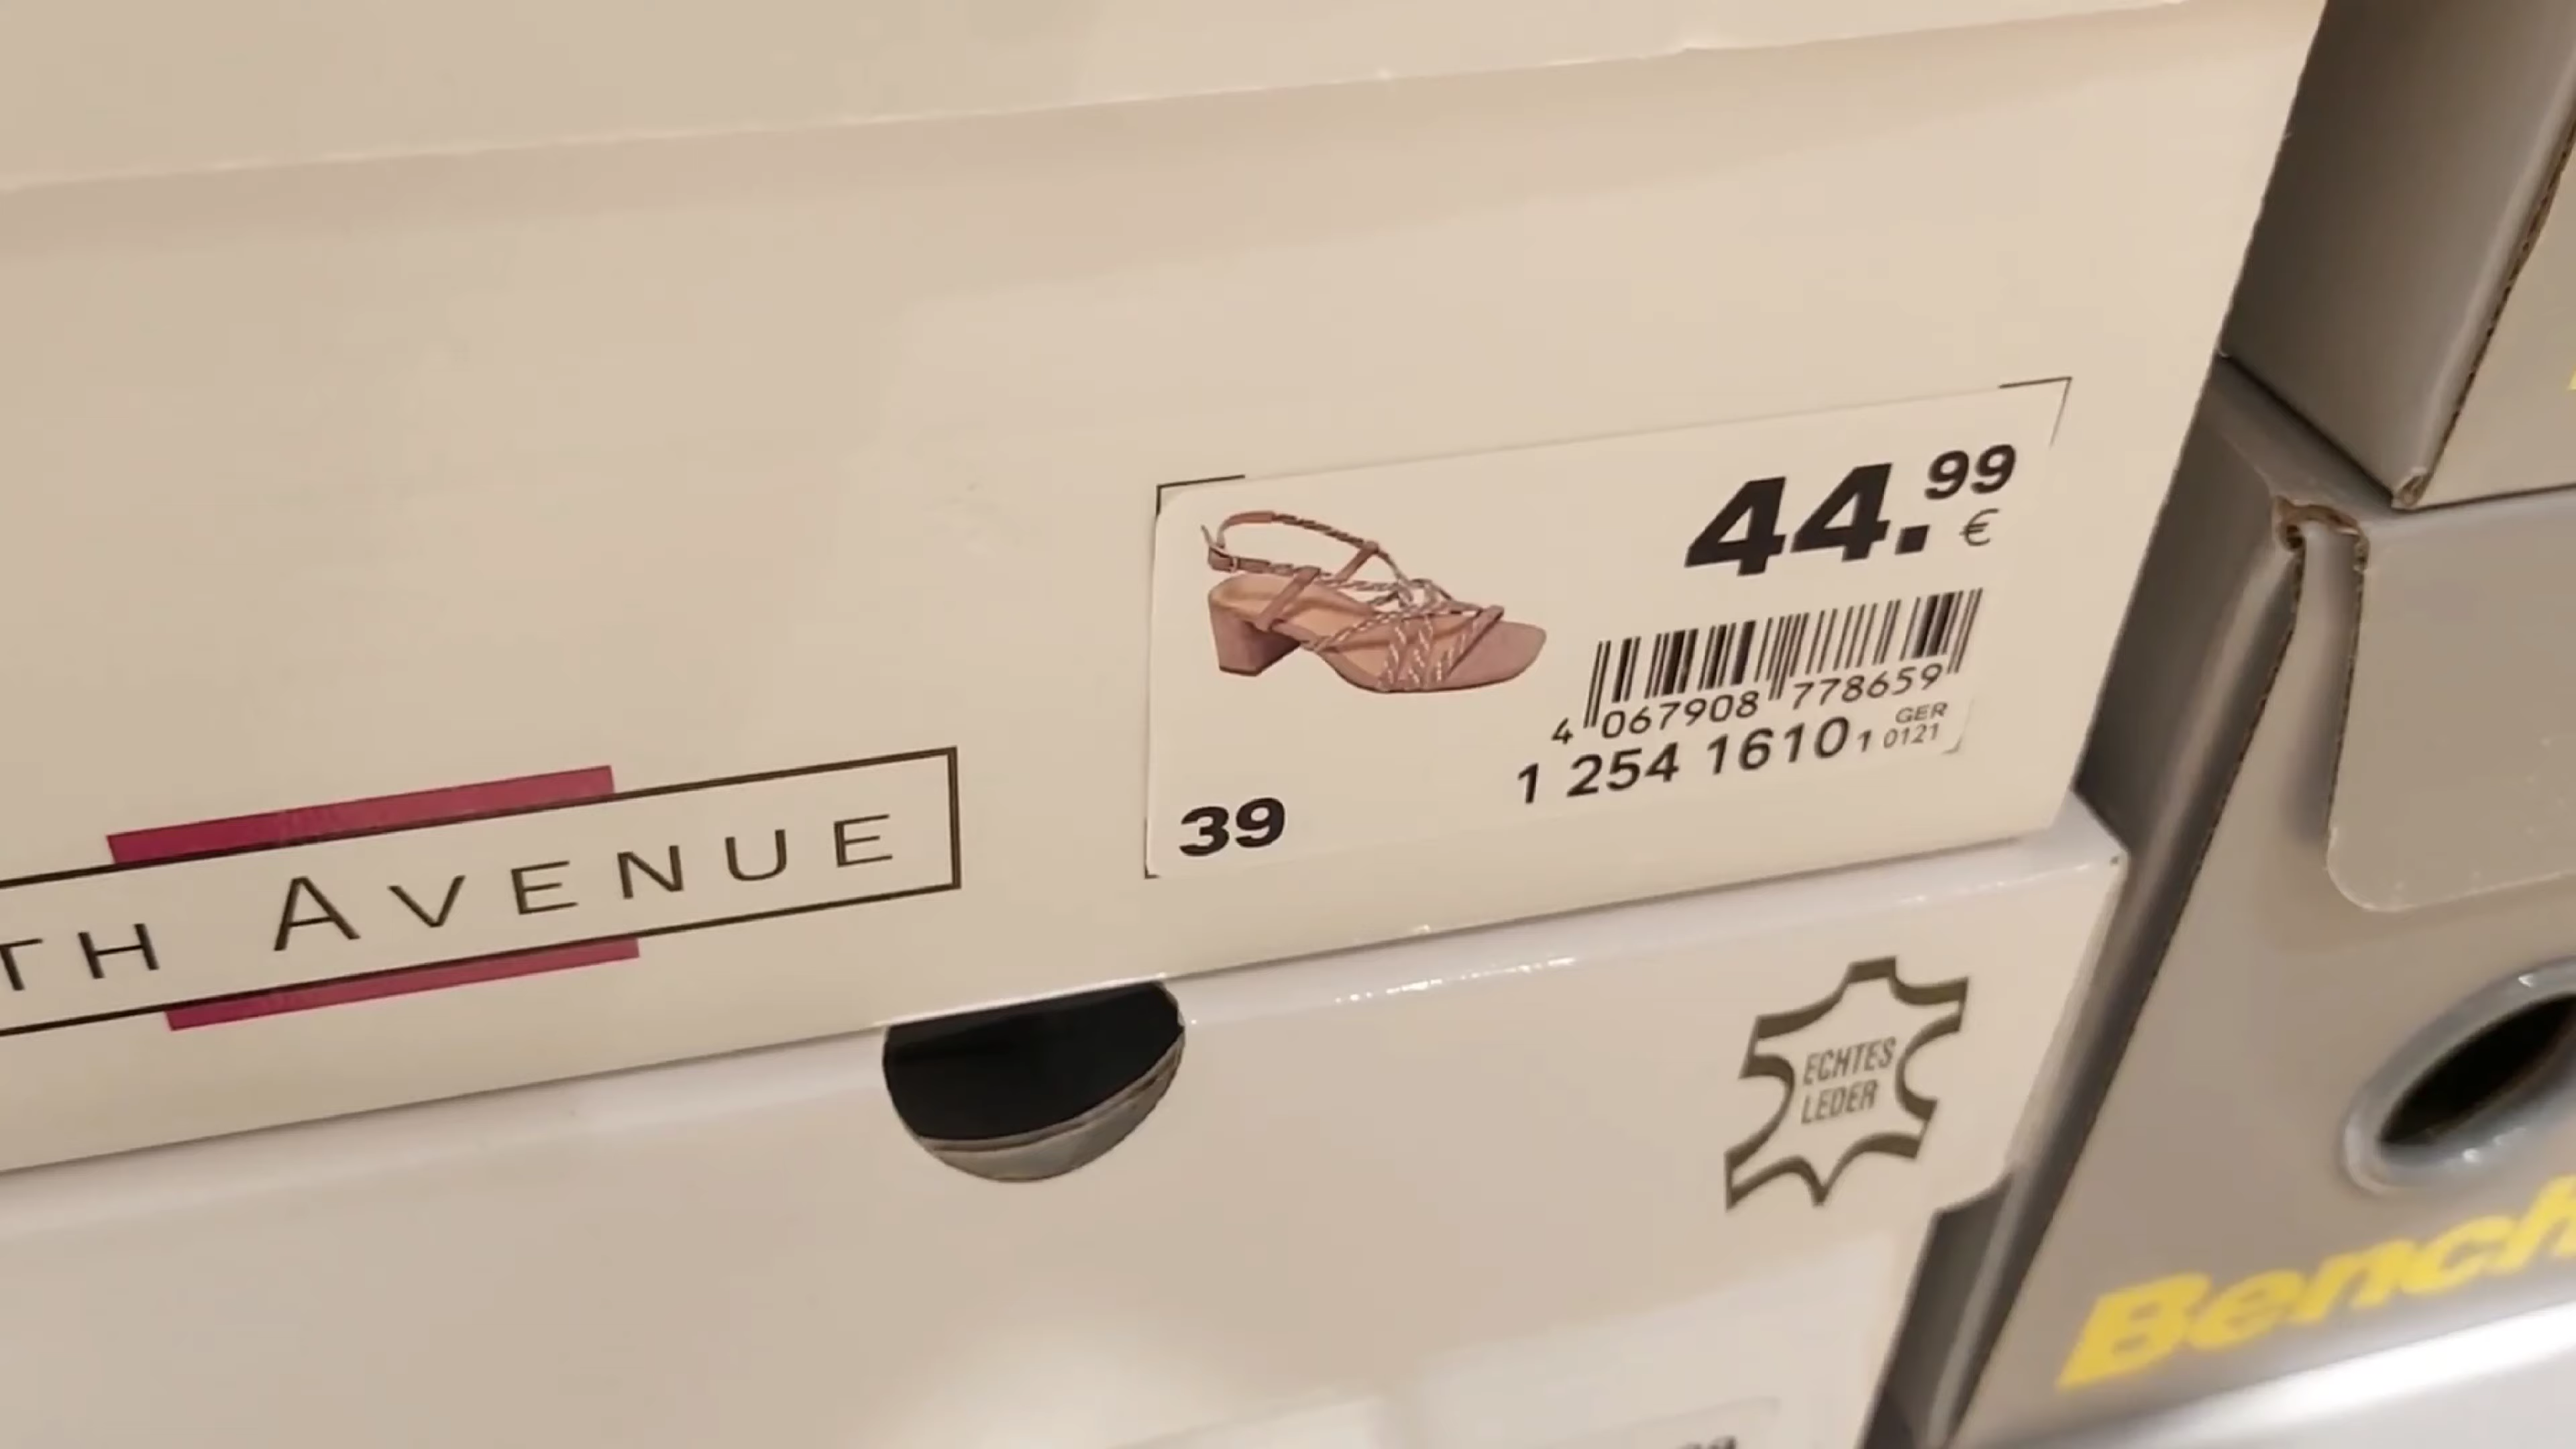 44.99
€
4 067908 778659
GER
1 254 1610 1 0121
39
TH AVENUE
ECHTES
LEDER
Bench